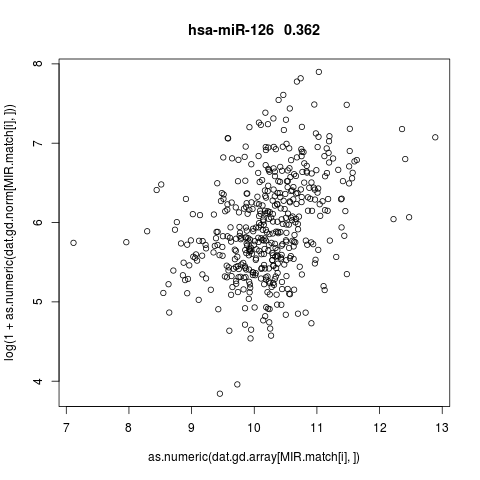 hsa-miR-126 0.362
8
7
6
5
4
log(1 + as.numeric(dat.gd.norm[MIR.match[i], ]))
7 8 9 10 11 12 13
as.numeric(dat.gd.array[MIR.match[i], ])